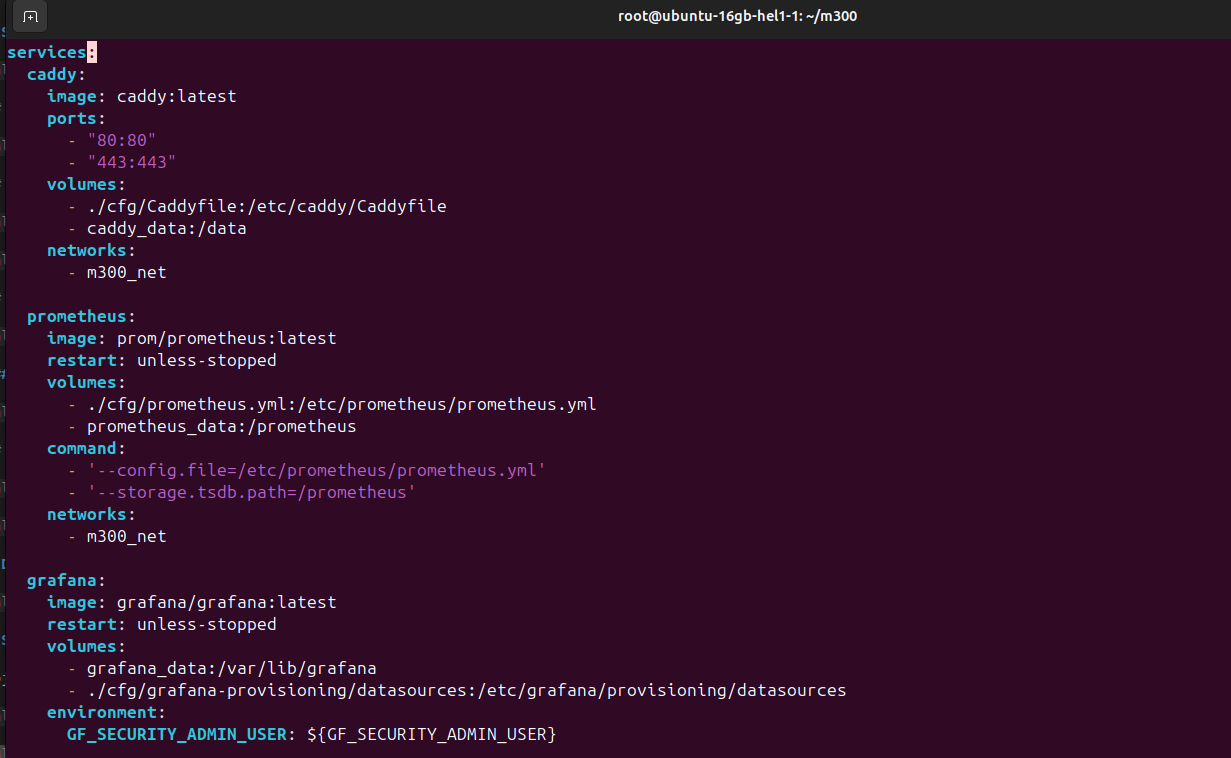 root@ubuntu-16gb-hel1-1: ~/m300
services:
  caddy:
    image: caddy:latest
    ports:
      - "80:80"
      - "443:443"
    volumes:
      - ./cfg/Caddyfile:/etc/caddy/Caddyfile
      - caddy_data:/data
    networks:
      - m300_net

  prometheus:
    image: prom/prometheus:latest
    restart: unless-stopped
    volumes:
      - ./cfg/prometheus.yml:/etc/prometheus/prometheus.yml
      - prometheus_data:/prometheus
    command:
      - '--config.file=/etc/prometheus/prometheus.yml'
      - '--storage.tsdb.path=/prometheus'
    networks:
      - m300_net

  grafana:
    image: grafana/grafana:latest
    restart: unless-stopped
    volumes:
      - grafana_data:/var/lib/grafana
      - ./cfg/grafana-provisioning/datasources:/etc/grafana/provisioning/datasources
    environment:
      GF_SECURITY_ADMIN_USER: ${GF_SECURITY_ADMIN_USER}